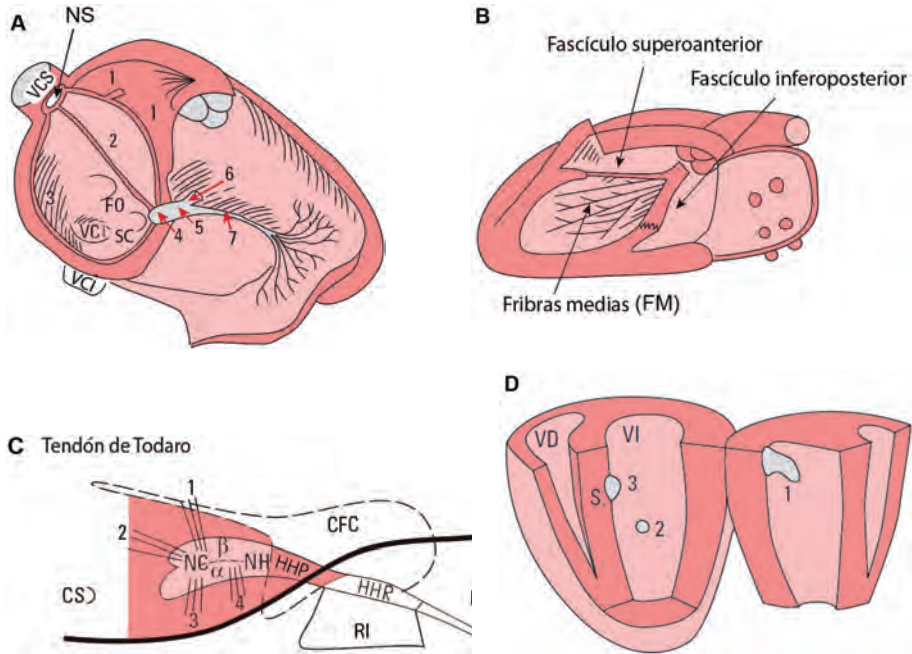 A
NS
VCS
1
1
2
3
FO
VCI
SC
VCI
4
5
6
7
B
Fascículo superoanterior
Fascículo inferoposterior
Fribras medias (FM)
C
Tendón de Todaro
1
2
CFC
β
NC
α
NH
HHP
HHR
CS
3
4
RI
D
VD
VI
S.
3
2
1